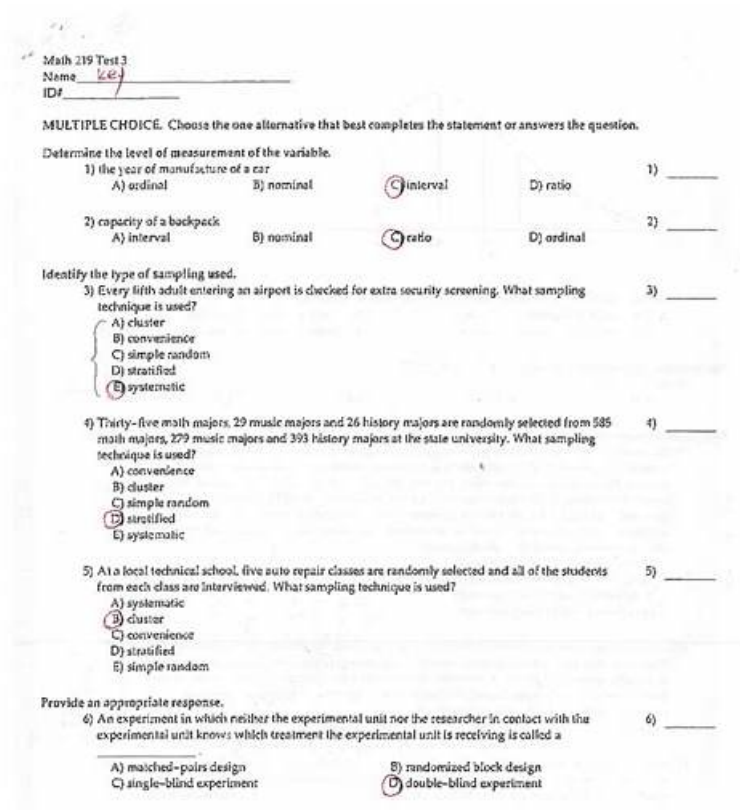 Math 219 Test 3
Name Key
ID#
MULTIPLE CHOICE. Choose the one alternative that best completes the statement or answers the question.
Determine the level of measurement of the variable.
1) the year of manufacture of a car 1)
A) ordinal B) nominal C) interval D) ratio
2) capacity of a backpack 2)
A) interval B) nominal C) ratio D) ordinal
Identify the type of sampling used.
3) Every fifth adult entering an airport is checked for extra security screening. What sampling 3)
technique is used?
A) cluster
B) convenience
C) simple random
D) stratified
E) systematic
4) Thirty-five math majors, 29 music majors and 26 history majors are randomly selected from 585 4)
math majors, 279 music majors and 393 history majors at the state university. What sampling
technique is used?
A) convenience
B) cluster
C) simple random
D) stratified
E) systematic
5) At a local technical school, five auto repair classes are randomly selected and all of the students 5)
from each class are interviewed. What sampling technique is used?
A) systematic
B) cluster
C) convenience
D) stratified
E) simple random
Provide an appropriate response.
6) An experiment in which neither the experimental unit nor the researcher in contact with the 6)
experimental unit knows which treatment the experimental unit is receiving is called a
A) matched-pairs design B) randomized block design
C) single-blind experiment D) double-blind experiment